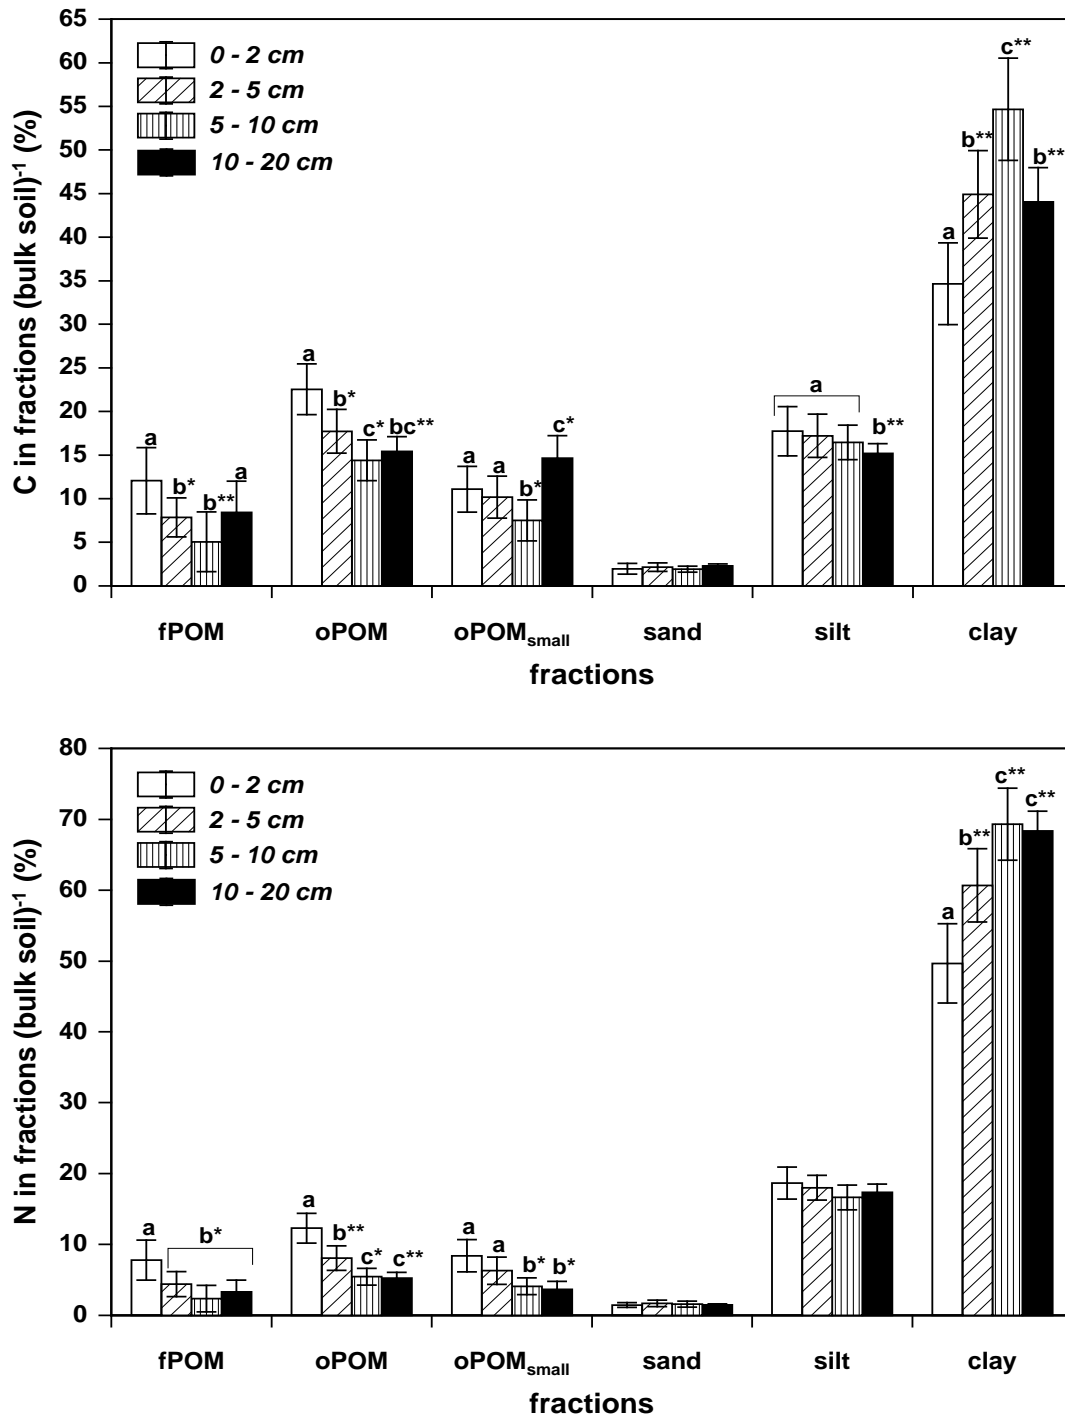 C in fractions (bulk soil)-1 (%)
65
60
55
50
45
40
35
30
25
20
15
10
5
0
0 - 2 cm
2 - 5 cm
5 - 10 cm
10 - 20 cm
a b* b** a
a b* c* bc**
a a b* c*
a b**
a b** c** b**
fPOM oPOM oPOMsmall sand silt clay
fractions
N in fractions (bulk soil)-1 (%)
80
70
60
50
40
30
20
10
0
0 - 2 cm
2 - 5 cm
5 - 10 cm
10 - 20 cm
a b*
a b** c* c**
a a b* b*
a b** c** c**
fPOM oPOM oPOMsmall sand silt clay
fractions